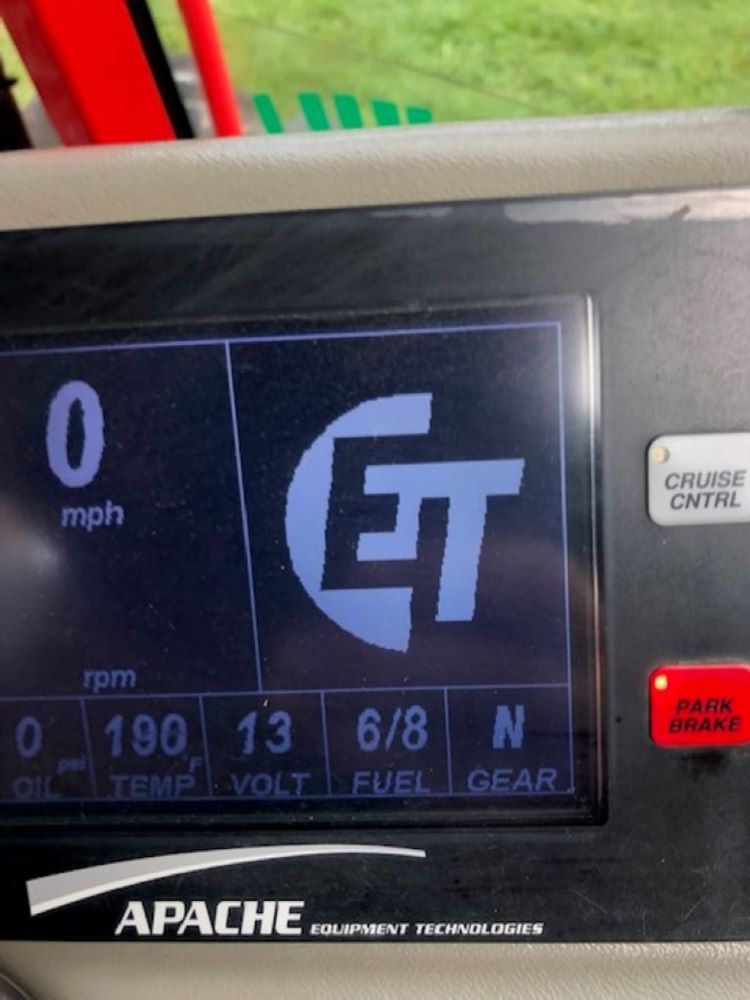 0
mph
ET
CRUISE
CNTRL
rpm
0 190 13 6/8 N
psi F
OIL TEMP VOLT FUEL GEAR
PARK
BRAKE
APACHE EQUIPMENT TECHNOLOGIES